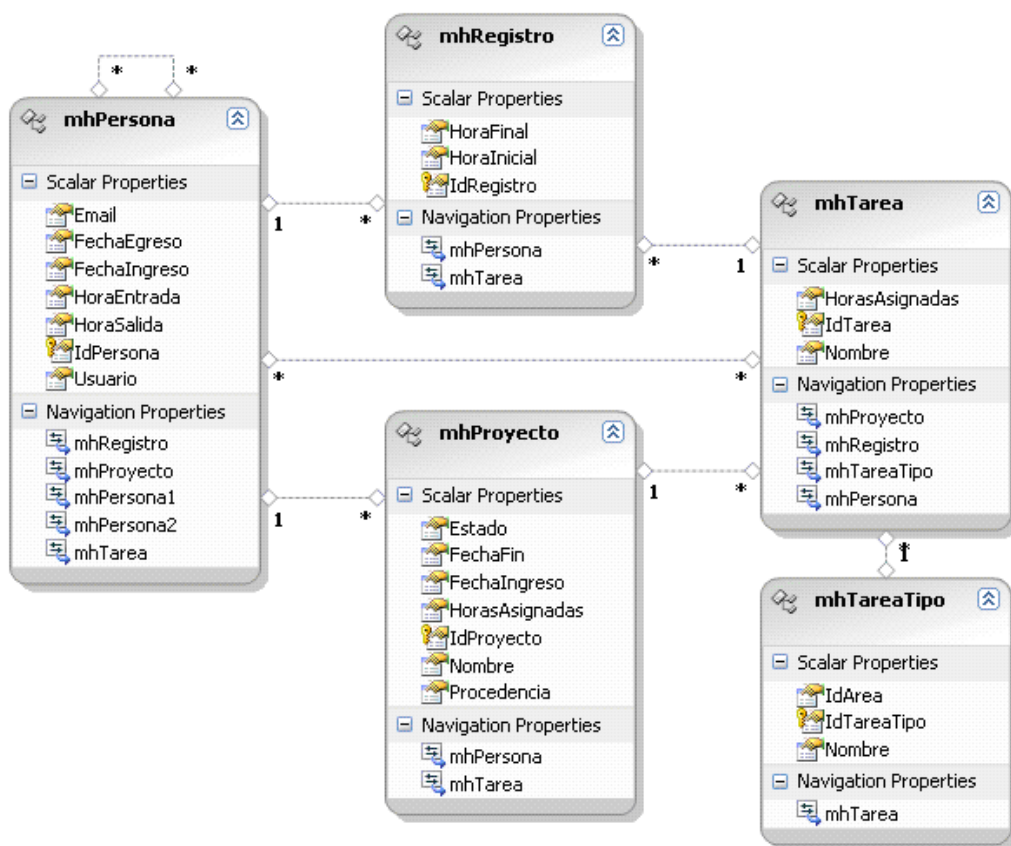 mhRegistro
Scalar Properties
HoraFinal
HoraInicial
IdRegistro
Navigation Properties
mhPersona
mhTarea
* *
mhPersona
Scalar Properties
Email
FechaEgreso
FechaIngreso
HoraEntrada
HoraSalida
IdPersona
Usuario
Navigation Properties
mhRegistro
mhProyecto
mhPersona1
mhPersona2
mhTarea
1 *
* 1
* *
1 *
1 *
mhTarea
Scalar Properties
HorasAsignadas
IdTarea
Nombre
Navigation Properties
mhProyecto
mhRegistro
mhTareaTipo
mhPersona
mhProyecto
Scalar Properties
Estado
FechaFin
FechaIngreso
HorasAsignadas
IdProyecto
Nombre
Procedencia
Navigation Properties
mhPersona
mhTarea
*
1
mhTareaTipo
Scalar Properties
IdArea
IdTareaTipo
Nombre
Navigation Properties
mhTarea